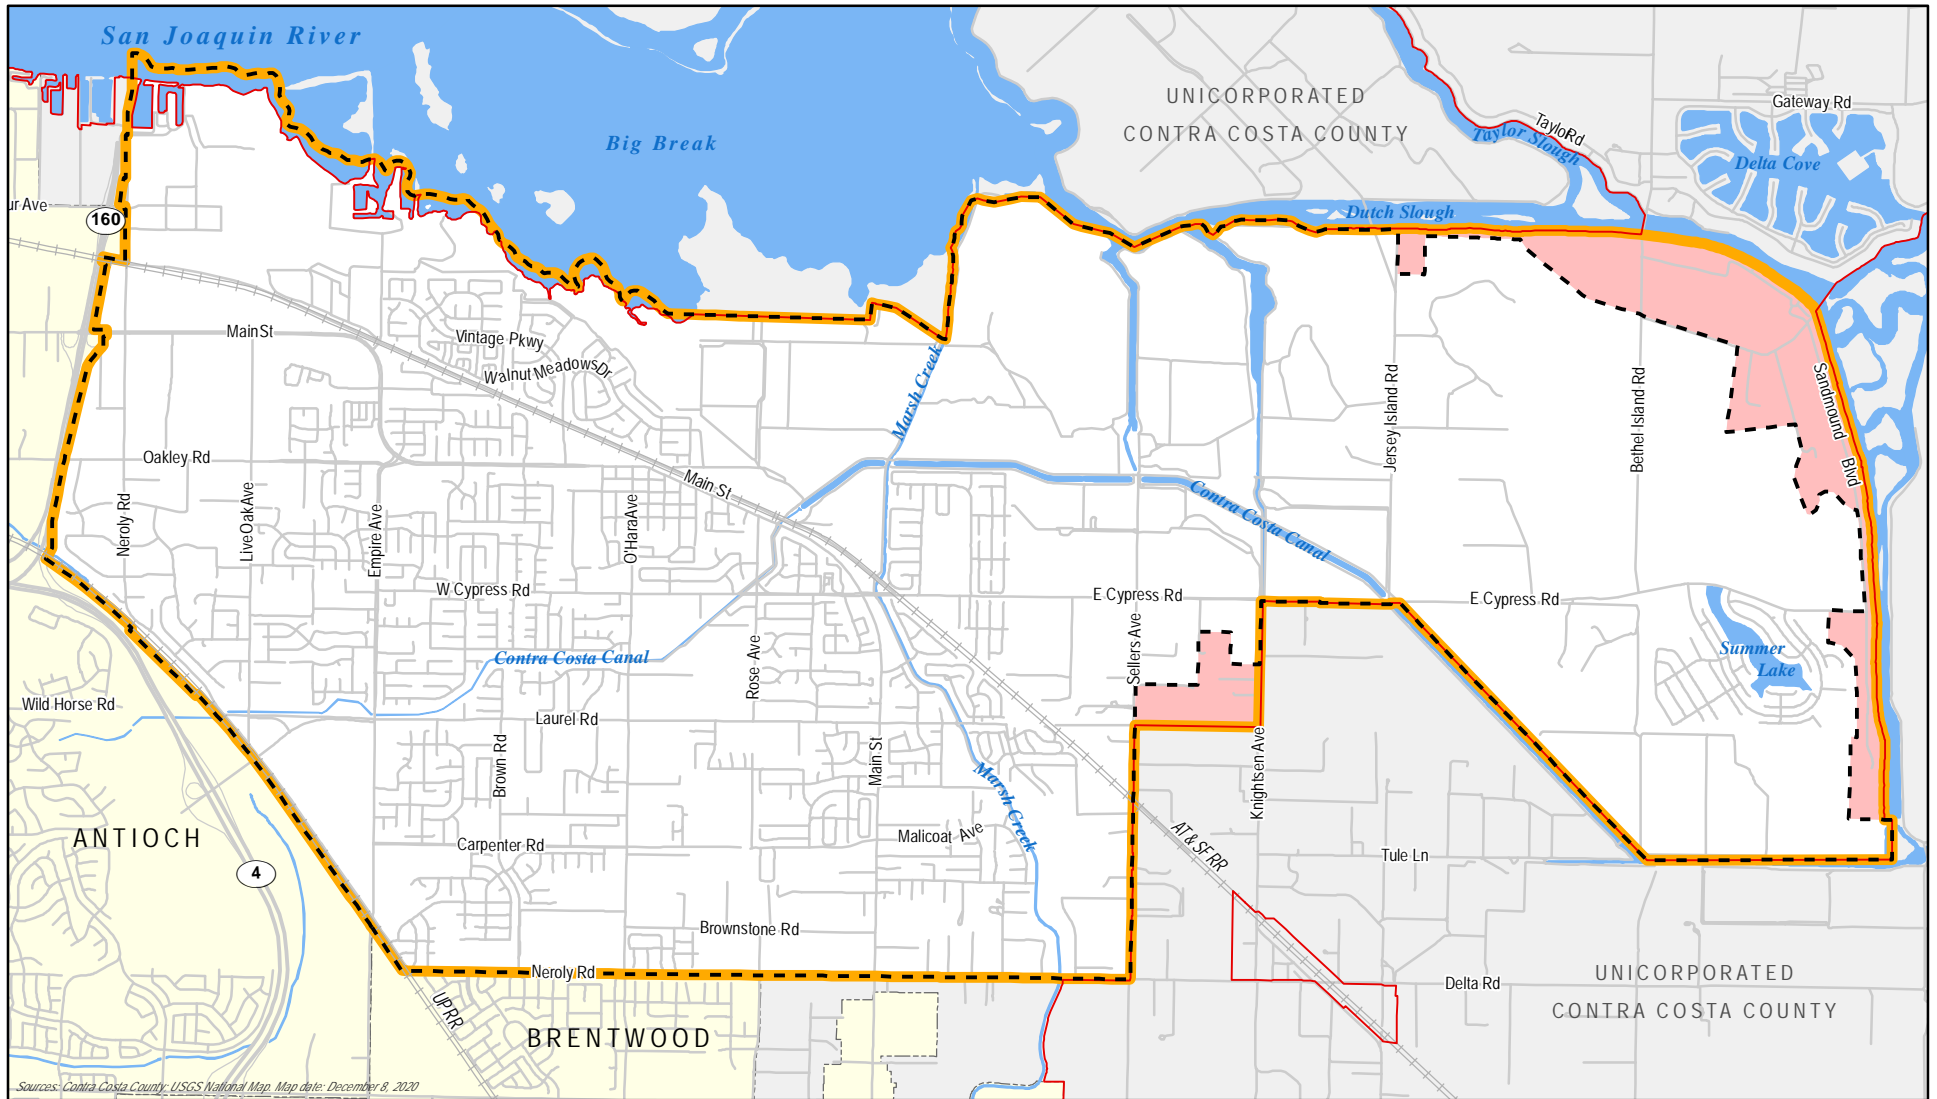 San Joaquin River
Big Break
UNICORPORATED
CONTRA COSTA COUNTY
Taylor Slough
TayloRd
Gateway Rd
Delta Cove
Dutch Slough
ur Ave
160
Main St
Vintage Pkwy
Walnut Meadows Dr
Marsh Creek
Jersey Island Rd
Bethel Island Rd
Sandmound Blvd
Oakley Rd
Neroly Rd
Live Oak Ave
Empire Ave
O'Hara Ave
Main St
Contra Costa Canal
W Cypress Rd
E Cypress Rd
E Cypress Rd
Sellers Ave
Rose Ave
Contra Costa Canal
Summer
Lake
Wild Horse Rd
Laurel Rd
Brown Rd
Main St
Knightsen Ave
Marsh Creek
ANTIOCH
4
Carpenter Rd
Malicoat Ave
AT & SF RR
Tule Ln
Brownstone Rd
Neroly Rd
Delta Rd
UNICORPORATED
CONTRA COSTA COUNTY
UPRR
BRENTWOOD
Sources: Contra Costa County; USGS National Map. Map date: December 8, 2020